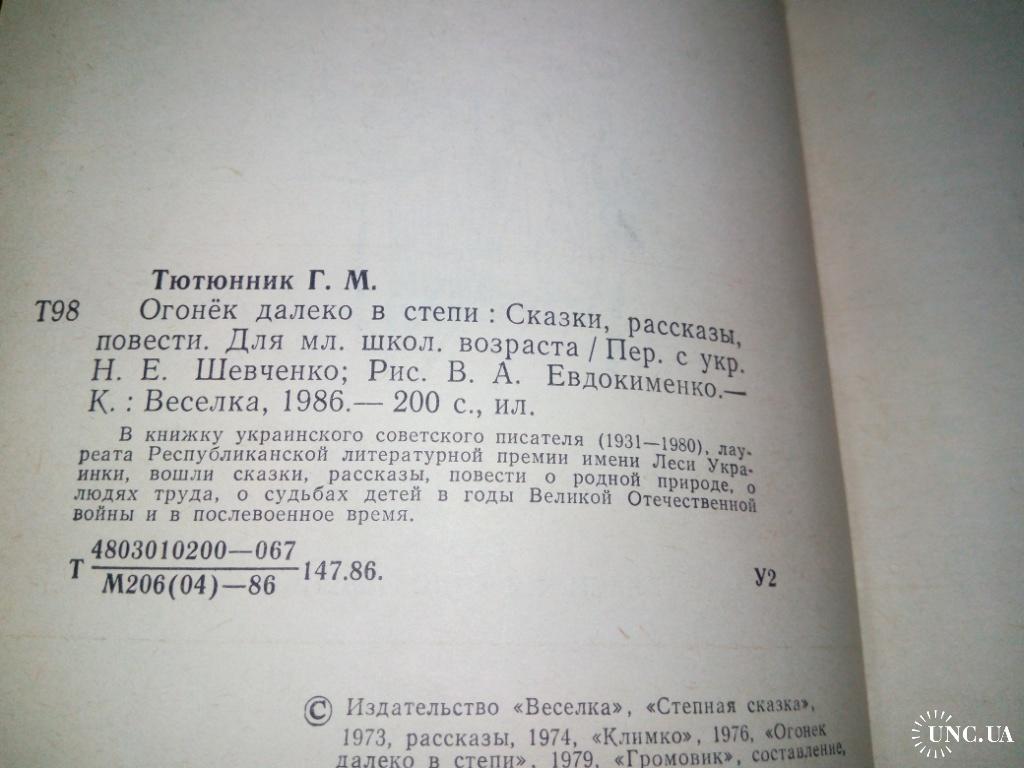 Тютюнник Г. М.
Т98 Огонёк далеко в степи : Сказки, рассказы,
повести. Для мл. школ. возраста / Пер. с укр.
Н. Е. Шевченко; Рис. В. А. Евдокименко.—
К. : Веселка, 1986.— 200 с., ил.
В книжку украинского советского писателя (1931—1980), лау-
реата Республиканской литературной премии имени Леси Укра-
инки, вошли сказки, рассказы, повести о родной природе, о
людях труда, о судьбах детей в годы Великой Отечественной
войны и в послевоенное время.
Т 4803010200—067
М206(04)—86 147.86.
У2
© Издательство «Веселка», «Степная сказка»,
1973, рассказы, 1974, «Климко», 1976, «Огонек
далеко в степи», 1979, «Громовик», составление,
UNC.UA